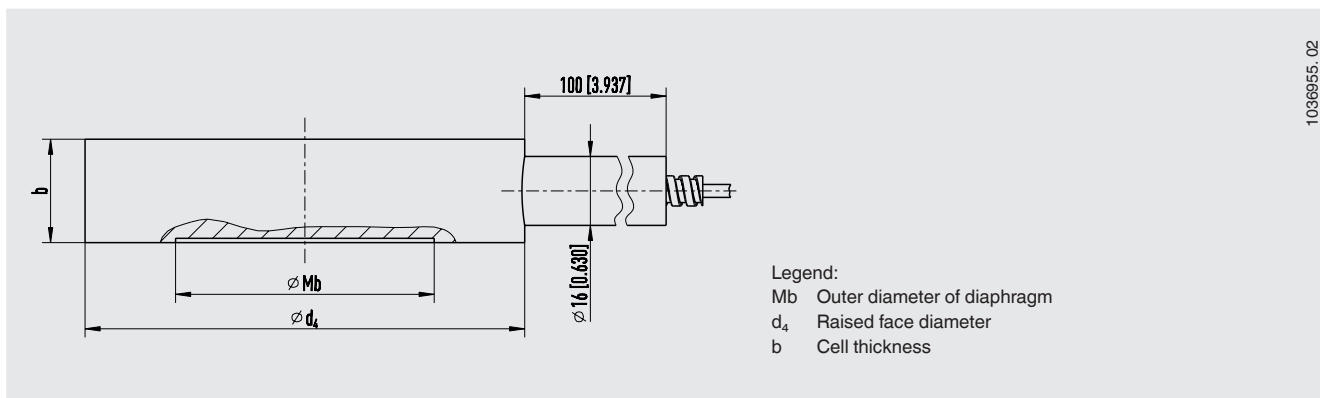 1036955. 02
100 [3.937]
b
⌀ Mb
⌀ d₄
⌀ 16 [0.630]
Legend:
Mb Outer diameter of diaphragm
d₄ Raised face diameter
b Cell thickness